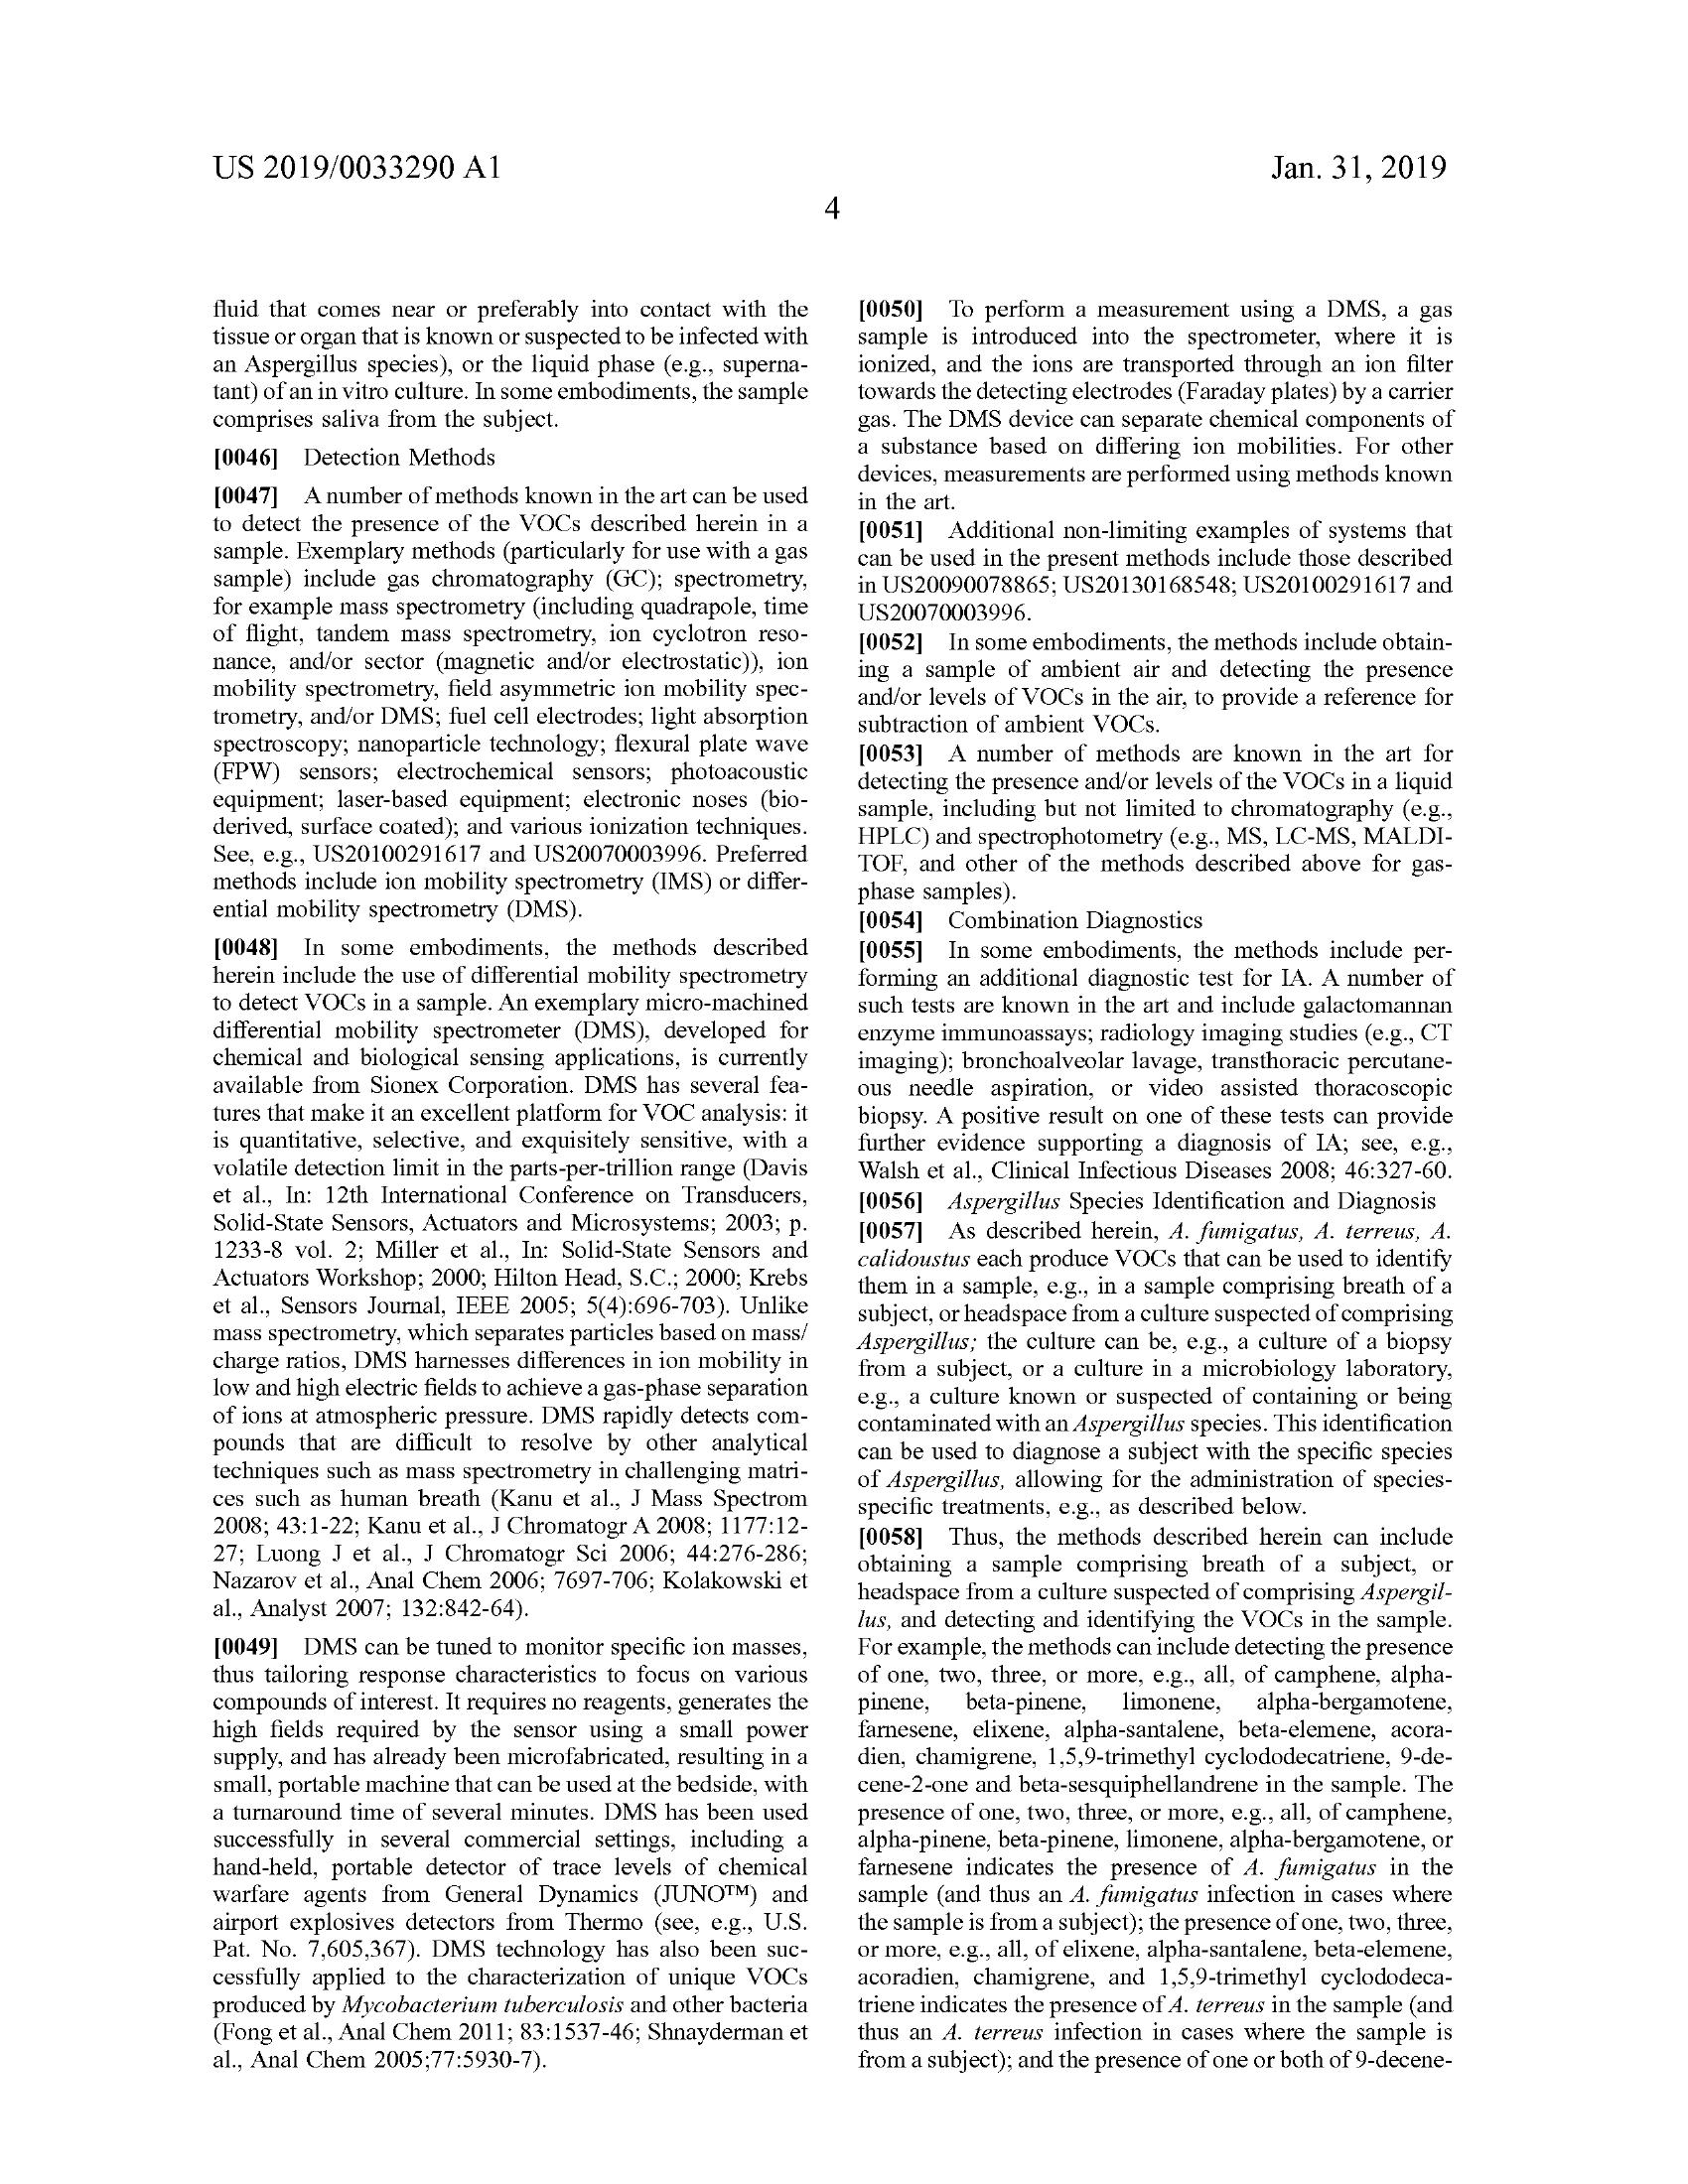 US 2019/0033290 A1
Jan. 31, 2019
4
fluid that comes near or preferably into contact with the
tissue or organ that is known or suspected to be infected with
an Aspergillus species), or the liquid phase (e.g., superna-
tant) of an in vitro culture. In some embodiments, the sample
comprises saliva from the subject.
[0046] Detection Methods
[0047] A number of methods known in the art can be used
to detect the presence of the VOCs described herein in a
sample. Exemplary methods (particularly for use with a gas
sample) include gas chromatography (GC); spectrometry,
for example mass spectrometry (including quadrapole, time
of flight, tandem mass spectrometry, ion cyclotron reso-
nance, and/or sector (magnetic and/or electrostatic)), ion
mobility spectrometry, field asymmetric ion mobility spec-
trometry, and/or DMS; fuel cell electrodes; light absorption
spectroscopy; nanoparticle technology; flexural plate wave
(FPW) sensors; electrochemical sensors; photoacoustic
equipment; laser-based equipment; electronic noses (bio-
derived, surface coated); and various ionization techniques.
See, e.g., US20100291617 and US20070003996. Preferred
methods include ion mobility spectrometry (IMS) or differ-
ential mobility spectrometry (DMS).
[0048] In some embodiments, the methods described
herein include the use of differential mobility spectrometry
to detect VOCs in a sample. An exemplary micro-machined
differential mobility spectrometer (DMS), developed for
chemical and biological sensing applications, is currently
available from Sionex Corporation. DMS has several fea-
tures that make it an excellent platform for VOC analysis: it
is quantitative, selective, and exquisitely sensitive, with a
volatile detection limit in the parts-per-trillion range (Davis
et al., In: 12th International Conference on Transducers,
Solid-State Sensors, Actuators and Microsystems; 2003; p.
1233-8 vol. 2; Miller et al., In: Solid-State Sensors and
Actuators Workshop; 2000; Hilton Head, S.C.; 2000; Krebs
et al., Sensors Journal, IEEE 2005; 5(4):696-703). Unlike
mass spectrometry, which separates particles based on mass/
charge ratios, DMS harnesses differences in ion mobility in
low and high electric fields to achieve a gas-phase separation
of ions at atmospheric pressure. DMS rapidly detects com-
pounds that are difficult to resolve by other analytical
techniques such as mass spectrometry in challenging matri-
ces such as human breath (Kanu et al., J Mass Spectrom
2008; 43:1-22; Kanu et al., J Chromatogr A 2008; 1177:12-
27; Luong J et al., J Chromatogr Sci 2006; 44:276-286;
Nazarov et al., Anal Chem 2006; 7697-706; Kolakowski et
al., Analyst 2007; 132:842-64).
[0049] DMS can be tuned to monitor specific ion masses,
thus tailoring response characteristics to focus on various
compounds of interest. It requires no reagents, generates the
high fields required by the sensor using a small power
supply, and has already been microfabricated, resulting in a
small, portable machine that can be used at the bedside, with
a turnaround time of several minutes. DMS has been used
successfully in several commercial settings, including a
hand-held, portable detector of trace levels of chemical
warfare agents from General Dynamics (JUNO™) and
airport explosives detectors from Thermo (see, e.g., U.S.
Pat. No. 7,605,367). DMS technology has also been suc-
cessfully applied to the characterization of unique VOCs
produced by Mycobacterium tuberculosis and other bacteria
(Fong et al., Anal Chem 2011; 83:1537-46; Shnayderman et
al., Anal Chem 2005;77:5930-7).
[0050] To perform a measurement using a DMS, a gas
sample is introduced into the spectrometer, where it is
ionized, and the ions are transported through an ion filter
towards the detecting electrodes (Faraday plates) by a carrier
gas. The DMS device can separate chemical components of
a substance based on differing ion mobilities. For other
devices, measurements are performed using methods known
in the art.
[0051] Additional non-limiting examples of systems that
can be used in the present methods include those described
in US20090078865; US20130168548; US20100291617 and
US20070003996.
[0052] In some embodiments, the methods include obtain-
ing a sample of ambient air and detecting the presence
and/or levels of VOCs in the air, to provide a reference for
subtraction of ambient VOCs.
[0053] A number of methods are known in the art for
detecting the presence and/or levels of the VOCs in a liquid
sample, including but not limited to chromatography (e.g.,
HPLC) and spectrophotometry (e.g., MS, LC-MS, MALDI-
TOF, and other of the methods described above for gas-
phase samples).
[0054] Combination Diagnostics
[0055] In some embodiments, the methods include per-
forming an additional diagnostic test for IA. A number of
such tests are known in the art and include galactomannan
enzyme immunoassays; radiology imaging studies (e.g., CT
imaging); bronchoalveolar lavage, transthoracic percutane-
ous needle aspiration, or video assisted thoracoscopic
biopsy. A positive result on one of these tests can provide
further evidence supporting a diagnosis of IA; see, e.g.,
Walsh et al., Clinical Infectious Diseases 2008; 46:327-60.
[0056] Aspergillus Species Identification and Diagnosis
[0057] As described herein, A. fumigatus, A. terreus, A.
calidoustus each produce VOCs that can be used to identify
them in a sample, e.g., in a sample comprising breath of a
subject, or headspace from a culture suspected of comprising
Aspergillus; the culture can be, e.g., a culture of a biopsy
from a subject, or a culture in a microbiology laboratory,
e.g., a culture known or suspected of containing or being
contaminated with an Aspergillus species. This identification
can be used to diagnose a subject with the specific species
of Aspergillus, allowing for the administration of species-
specific treatments, e.g., as described below.
[0058] Thus, the methods described herein can include
obtaining a sample comprising breath of a subject, or
headspace from a culture suspected of comprising Aspergil-
lus, and detecting and identifying the VOCs in the sample.
For example, the methods can include detecting the presence
of one, two, three, or more, e.g., all, of camphene, alpha-
pinene, beta-pinene, limonene, alpha-bergamotene,
farnesene, elixene, alpha-santalene, beta-elemene, acora-
dien, chamigrene, 1,5,9-trimethyl cyclododecatriene, 9-de-
cene-2-one and beta-sesquiphellandrene in the sample. The
presence of one, two, three, or more, e.g., all, of camphene,
alpha-pinene, beta-pinene, limonene, alpha-bergamotene, or
farnesene indicates the presence of A. fumigatus in the
sample (and thus an A. fumigatus infection in cases where
the sample is from a subject); the presence of one, two, three,
or more, e.g., all, of elixene, alpha-santalene, beta-elemene,
acoradien, chamigrene, and 1,5,9-trimethyl cyclododeca-
triene indicates the presence of A. terreus in the sample (and
thus an A. terreus infection in cases where the sample is
from a subject); and the presence of one or both of 9-decene-